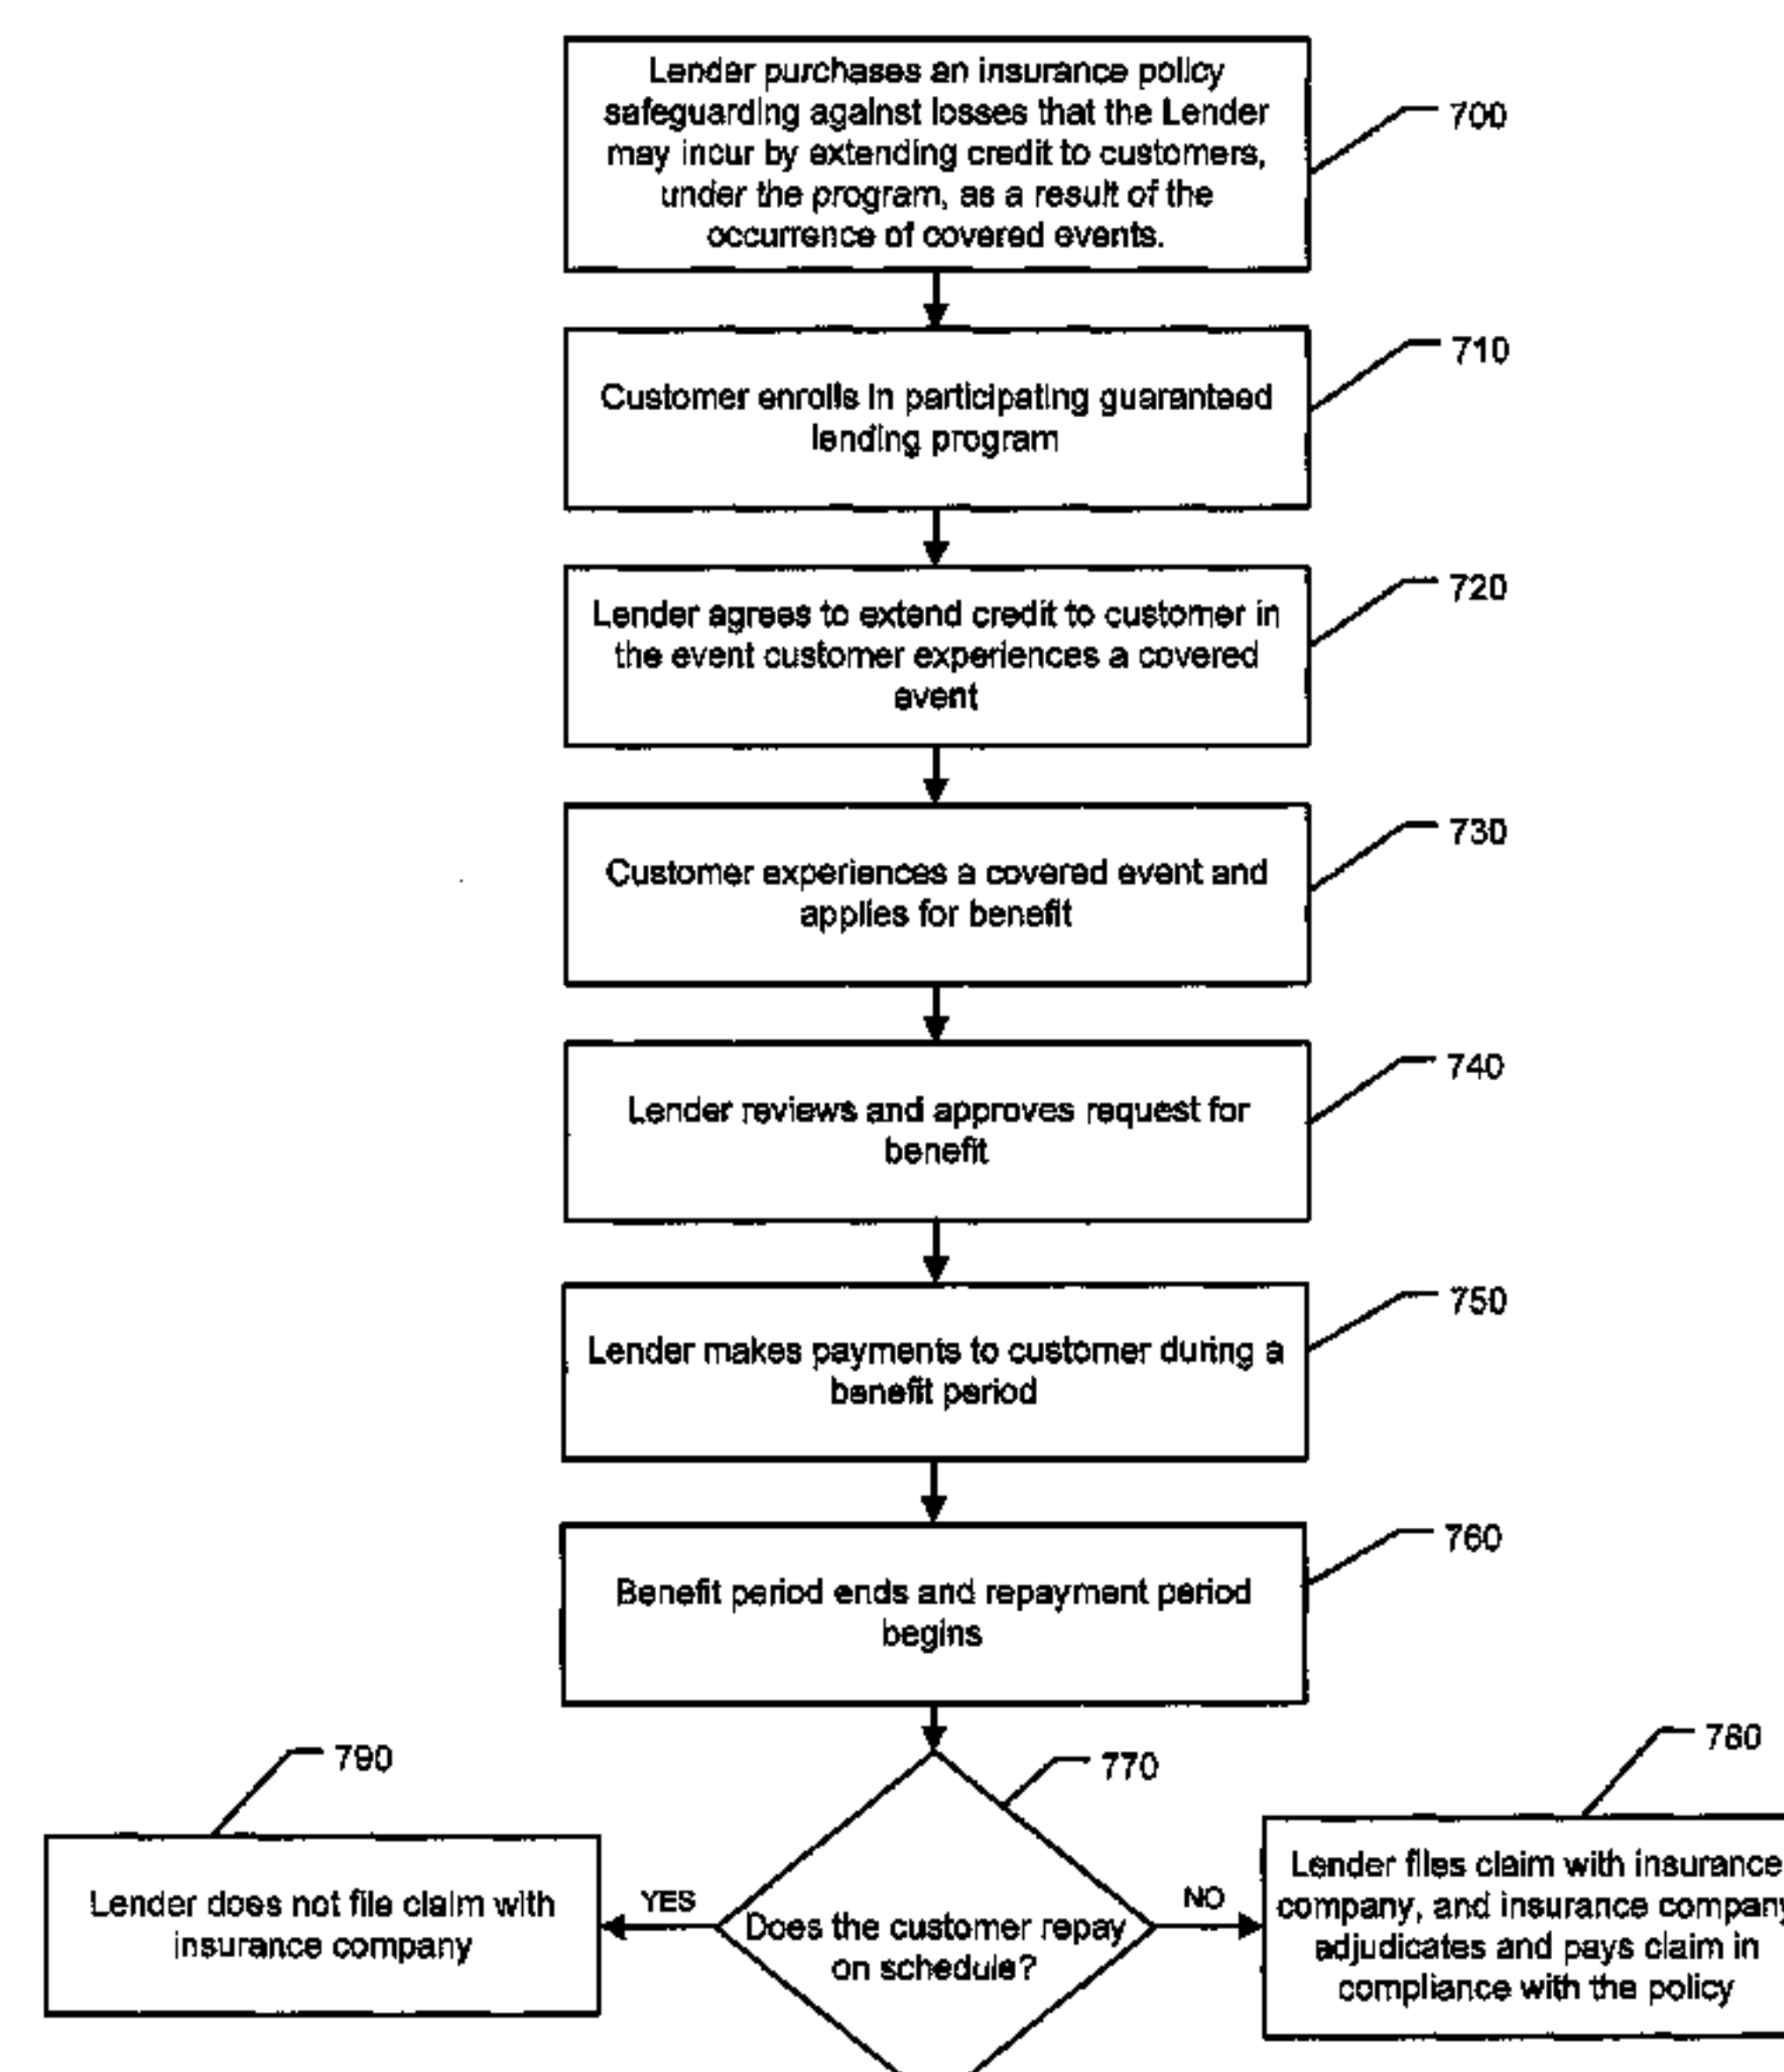 Lender purchases an insurance policy
safeguarding against losses that the Lender
may incur by extending credit to customers,
under the program, as a result of the
occurrence of covered events.
700
Customer enrolls in participating guaranteed
lending program
710
Lender agrees to extend credit to customer in
the event customer experiences a covered
event
720
Customer experiences a covered event and
applies for benefit
730
Lender reviews and approves request for
benefit
740
Lender makes payments to customer during a
benefit period
750
Benefit period ends and repayment period
begins
760
790
Lender does not file claim with
insurance company
YES
770
Does the customer repay
on schedule?
NO
780
Lender files claim with insurance
company, and insurance company
adjudicates and pays claim in
compliance with the policy